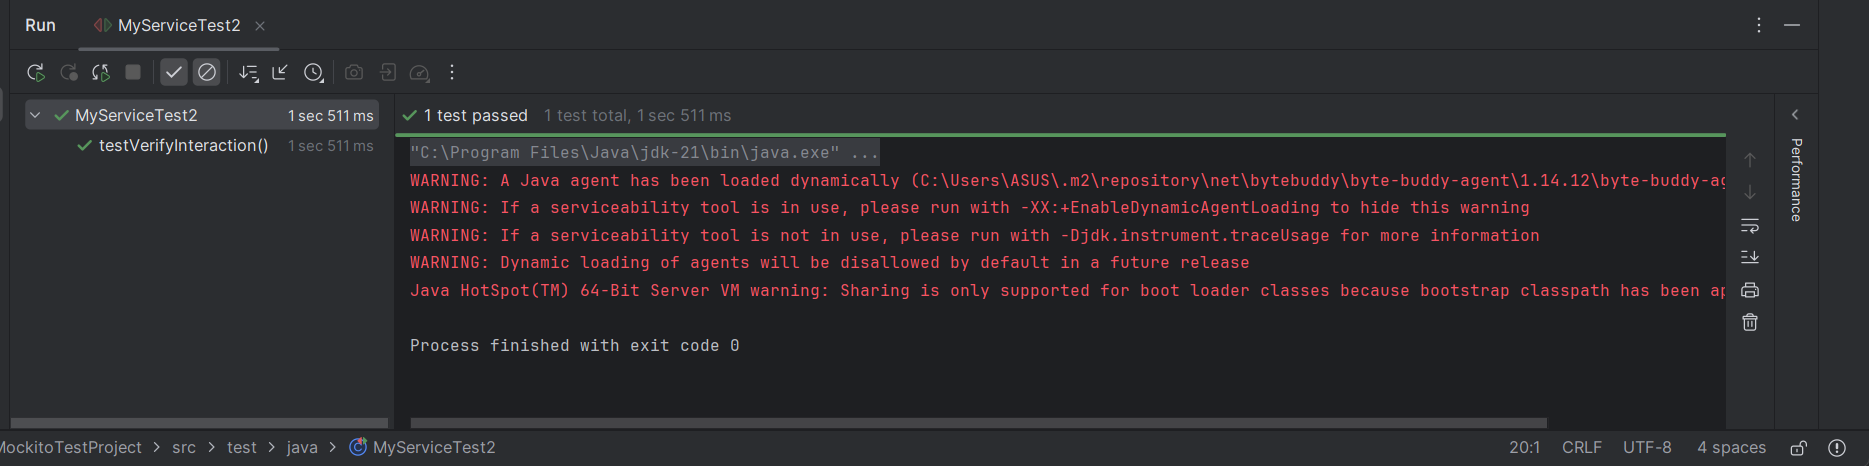 Run MyServiceTest2
MyServiceTest2 1 sec 511 ms
testVerifyInteraction() 1 sec 511 ms
1 test passed 1 test total, 1 sec 511 ms
"C:\Program Files\Java\jdk-21\bin\java.exe" ...
WARNING: A Java agent has been loaded dynamically (C:\Users\ASUS\.m2\repository\net\bytebuddy\byte-buddy-agent\1.14.12\byte-buddy-ag
WARNING: If a serviceability tool is in use, please run with -XX:+EnableDynamicAgentLoading to hide this warning
WARNING: If a serviceability tool is not in use, please run with -Djdk.instrument.traceUsage for more information
WARNING: Dynamic loading of agents will be disallowed by default in a future release
Java HotSpot(TM) 64-Bit Server VM warning: Sharing is only supported for boot loader classes because bootstrap classpath has been ap
Process finished with exit code 0
Performance
MockitoTestProject > src > test > java > MyServiceTest2 20:1 CRLF UTF-8 4 spaces